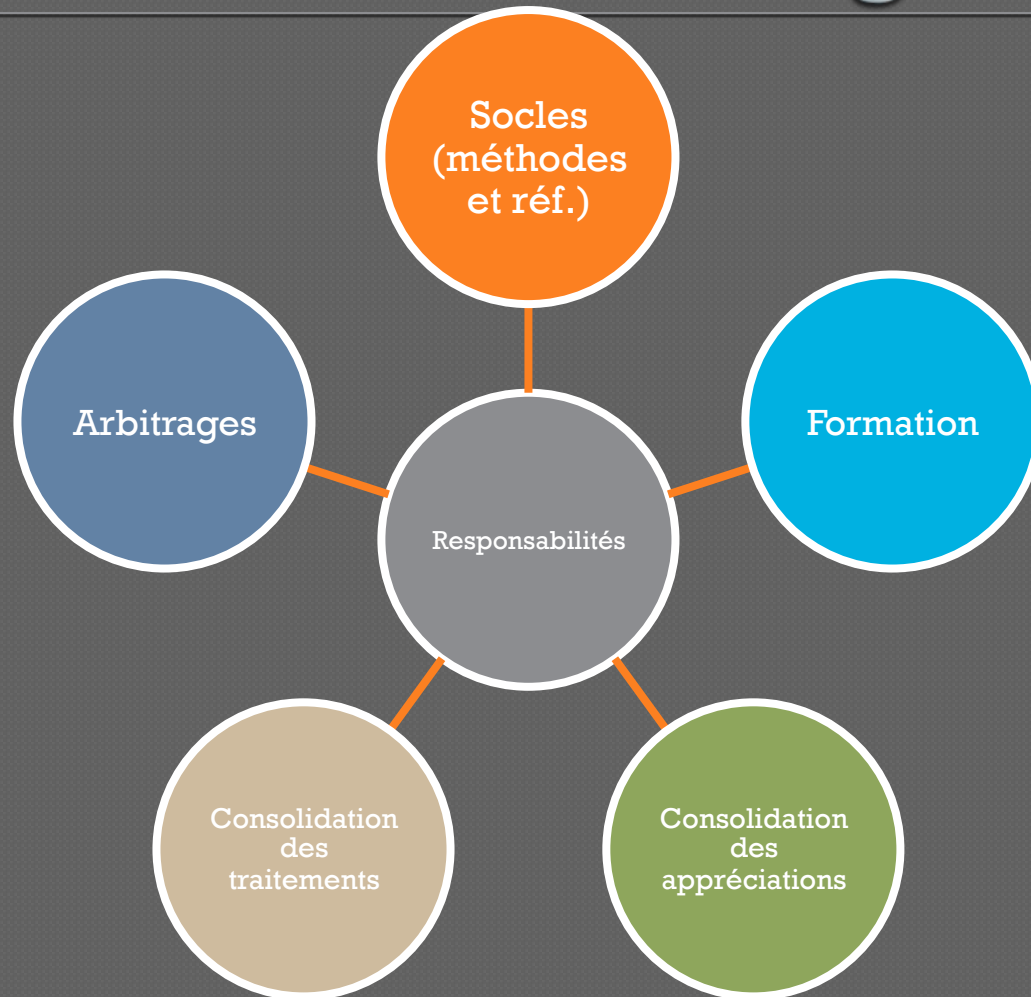 Socles
(méthodes
et réf.)
Arbitrages
Formation
Responsabilités
Consolidation
des
traitements
Consolidation
des
appréciations